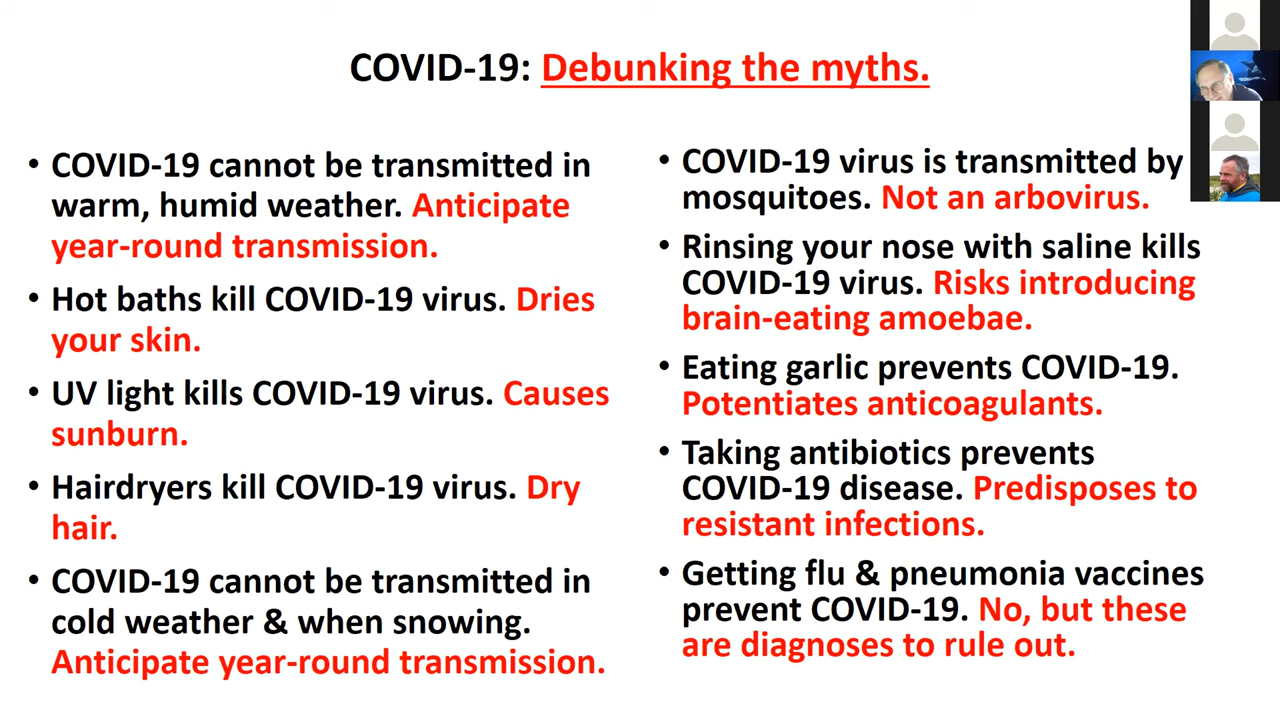 COVID-19: Debunking the myths.
• COVID-19 cannot be transmitted in
warm, humid weather. Anticipate
year-round transmission.
• Hot baths kill COVID-19 virus. Dries
your skin.
• UV light kills COVID-19 virus. Causes
sunburn.
• Hairdryers kill COVID-19 virus. Dry
hair.
• COVID-19 cannot be transmitted in
cold weather & when snowing.
Anticipate year-round transmission.
• COVID-19 virus is transmitted by
mosquitoes. Not an arbovirus.
• Rinsing your nose with saline kills
COVID-19 virus. Risks introducing
brain-eating amoebae.
• Eating garlic prevents COVID-19.
Potentiates anticoagulants.
• Taking antibiotics prevents
COVID-19 disease. Predisposes to
resistant infections.
• Getting flu & pneumonia vaccines
prevent COVID-19. No, but these
are diagnoses to rule out.